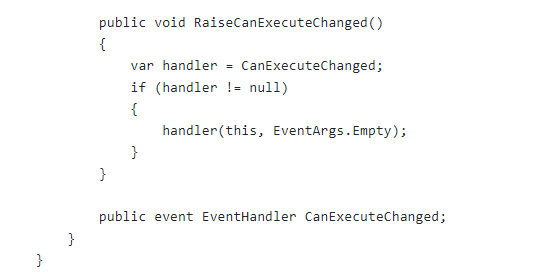 public void RaiseCanExecuteChanged()
{
var handler = CanExecuteChanged;
if (handler != null)
{
handler(this, EventArgs.Empty);
}
}
public event EventHandler CanExecuteChanged;
}
}